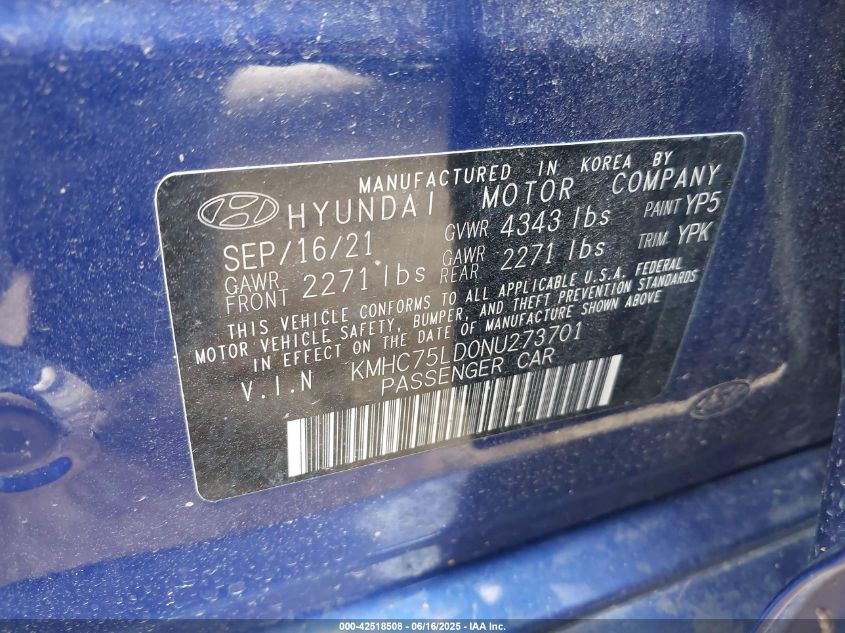 MANUFACTURED IN KOREA BY
HYUNDAI MOTOR COMPANY
SEP/16/21 GVWR 4343 lbs PAINT YP5
GAWR FRONT 2271 lbs GAWR REAR 2271 lbs TRIM YPK
THIS VEHICLE CONFORMS TO ALL APPLICABLE U.S.A. FEDERAL
MOTOR VEHICLE SAFETY, BUMPER, AND THEFT PREVENTION STANDARDS
IN EFFECT ON THE DATE OF MANUFACTURE SHOWN ABOVE
V.I.N KMHC75LD0NU273701
PASSENGER CAR
000-42518508 - 06/16/2025 - IAA Inc.